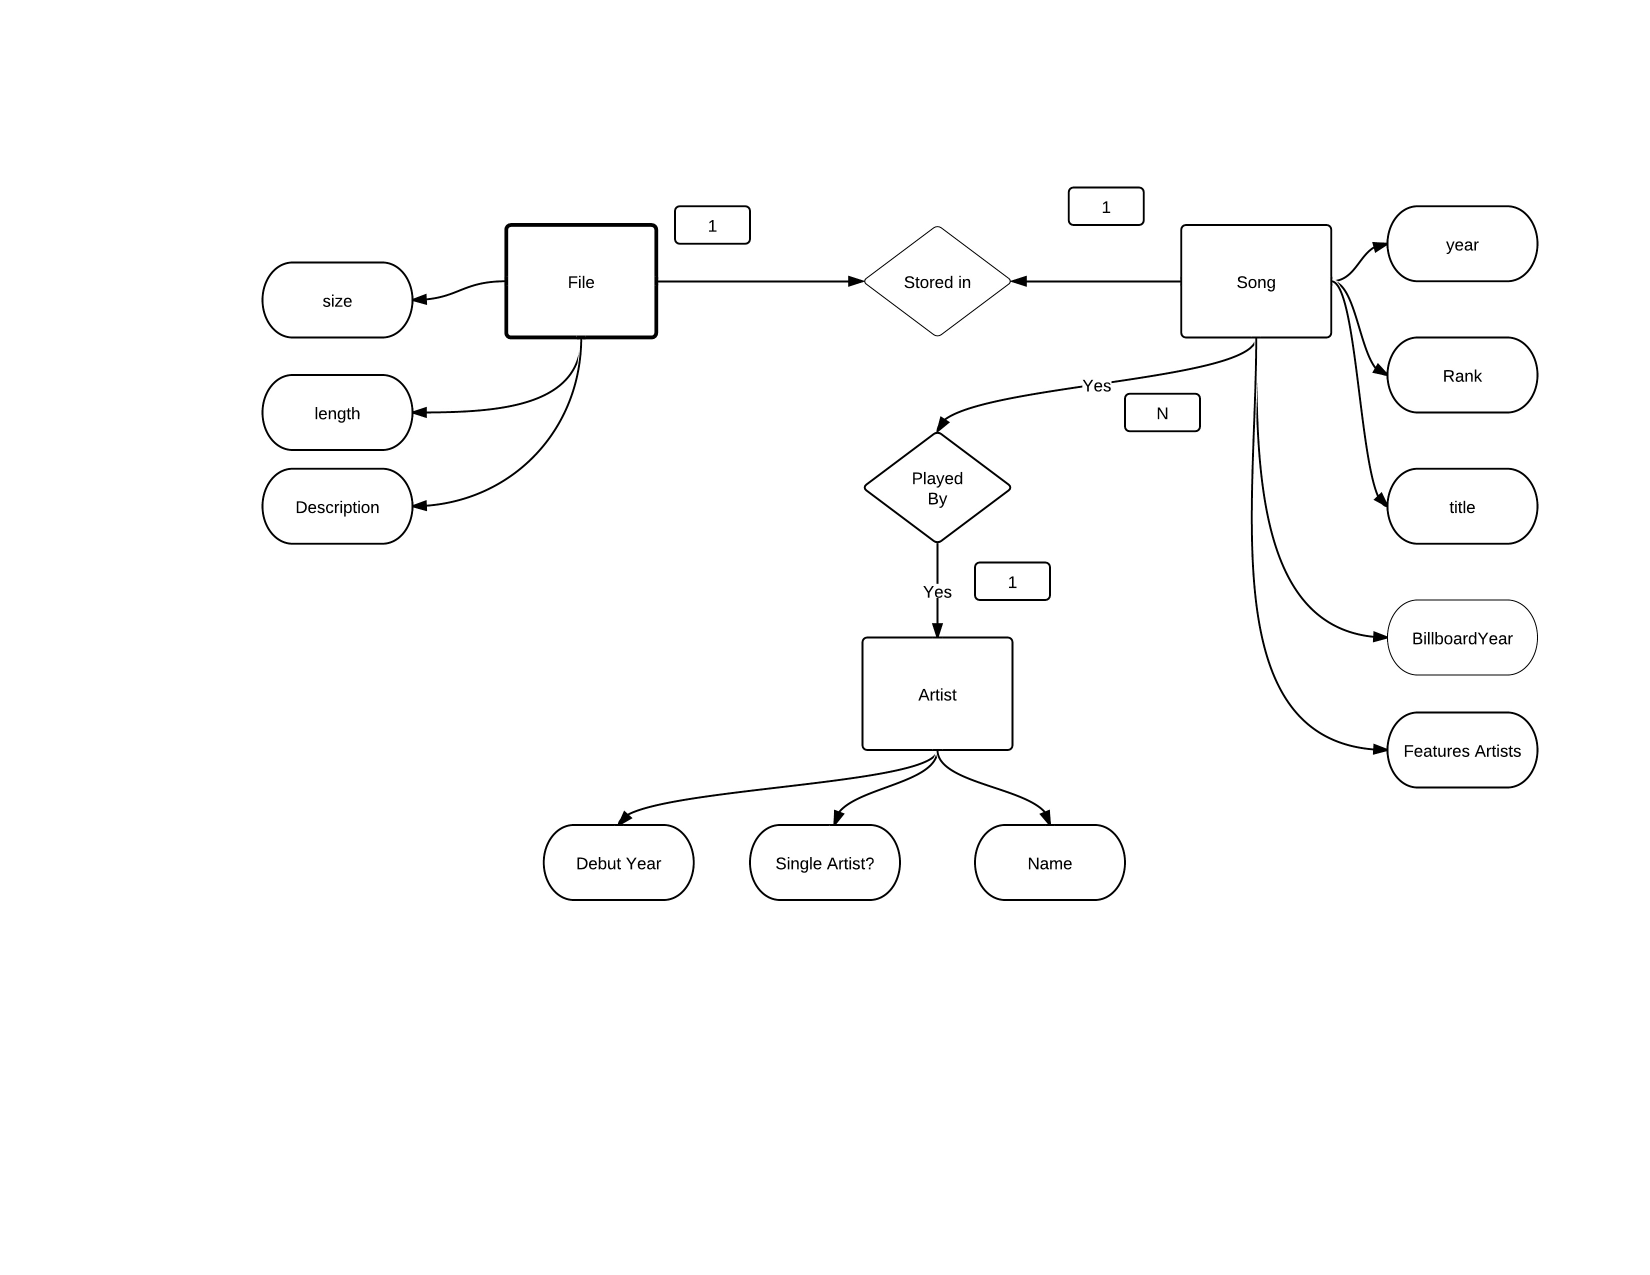 1
1
File
Stored in
Song
year
size
Rank
Yes
length
N
Played
By
Description
title
Yes
1
BillboardYear
Artist
Features Artists
Debut Year
Single Artist?
Name